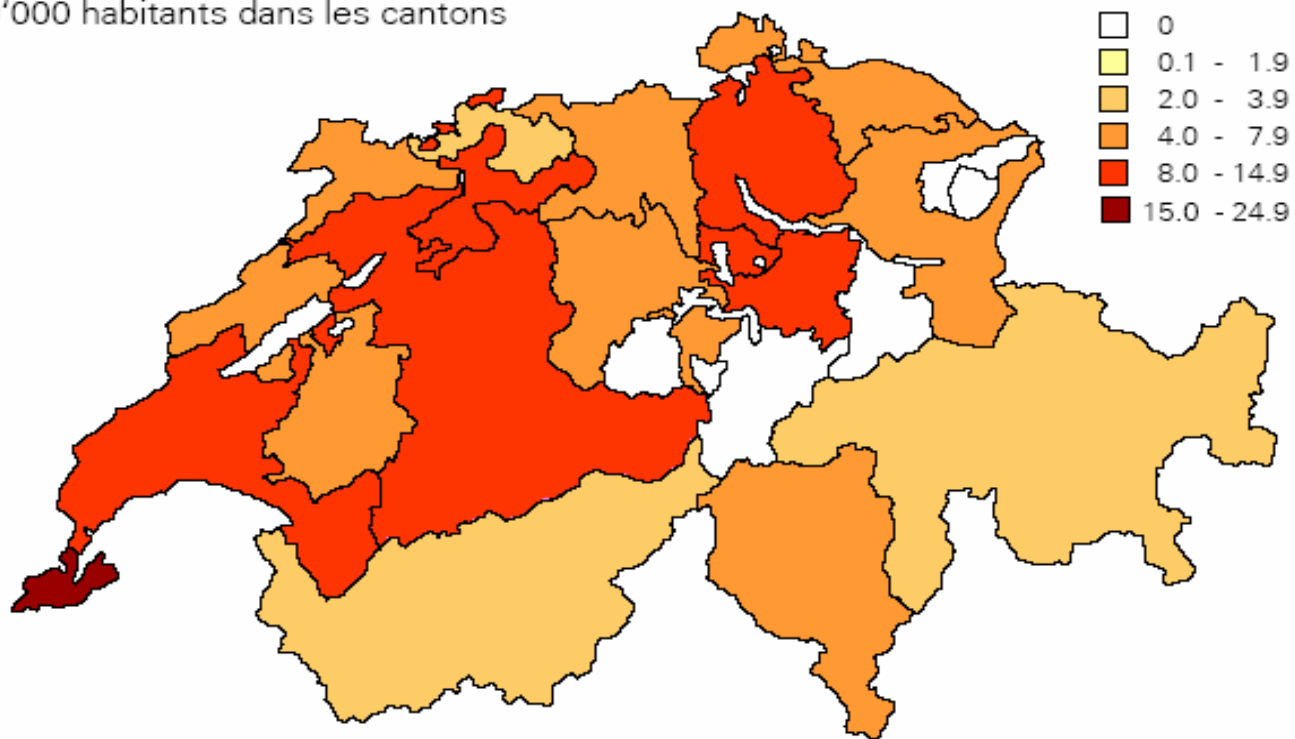 '000 habitants dans les cantons
0
0.1 - 1.9
2.0 - 3.9
4.0 - 7.9
8.0 - 14.9
15.0 - 24.9